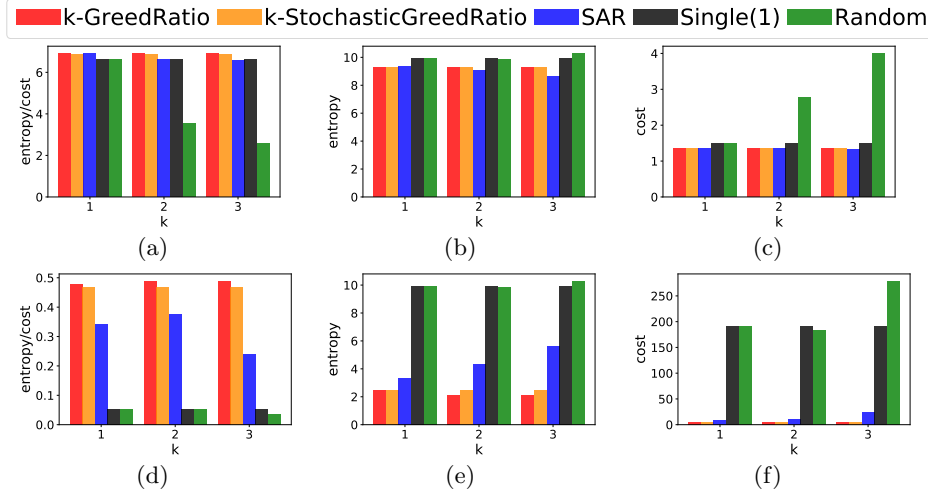 k-GreedRatio k-StochasticGreedRatio SAR Single(1) Random
6
4
2
0
entropy/cost
1 2 3
k
(a)
10
8
6
4
2
0
entropy
1 2 3
k
(b)
4
3
2
1
0
cost
1 2 3
k
(c)
0.5
0.4
0.3
0.2
0.1
0.0
entropy/cost
1 2 3
k
(d)
10
8
6
4
2
0
entropy
1 2 3
k
(e)
250
200
150
100
50
0
cost
1 2 3
k
(f)